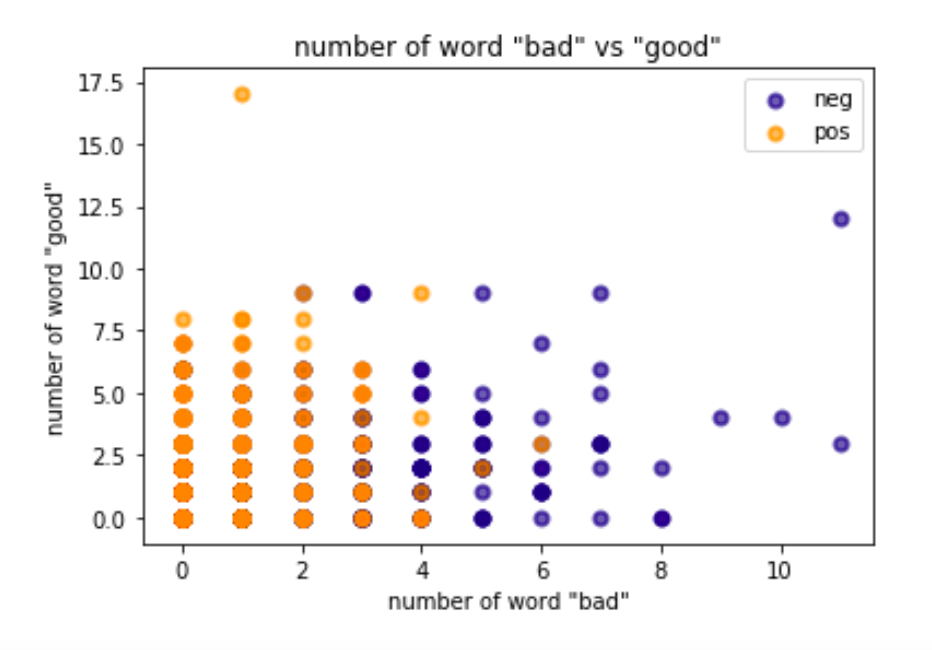 number of word "bad" vs "good"
17.5
15.0
12.5
10.0
7.5
5.0
2.5
0.0
number of word "good"
neg
pos
0 2 4 6 8 10
number of word "bad"